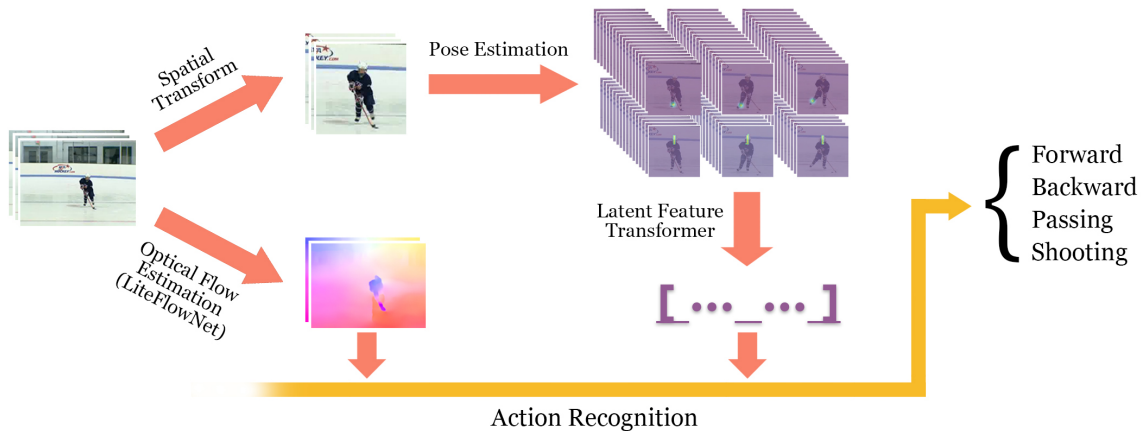 Spatial
Transform
Pose Estimation
Latent Feature
Transformer
Optical Flow
Estimation
(LiteFlowNet)
[_•••_•••_]
Action Recognition
Forward
Backward
Passing
Shooting